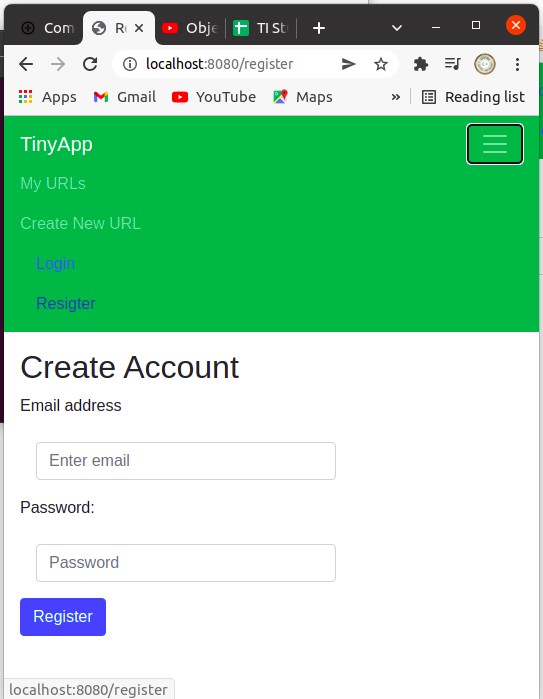 Com
Re
Obje
TI St
localhost:8080/register
Apps
Gmail
YouTube
Maps
»
Reading list
TinyApp
My URLs
Create New URL
Login
Resigter
Create Account
Email address
Enter email
Password:
Password
Register
localhost:8080/register